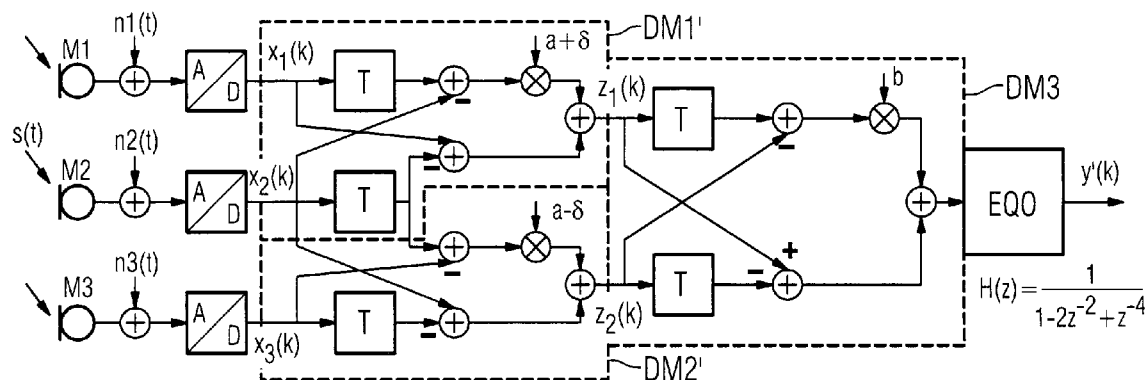 DM1'
DM3
n1(t)
M1
A
D
x1(k)
T
a+δ
z1(k)
T
b
s(t)
n2(t)
M2
A
D
x2(k)
T
a-δ
y'(k)
EQO
n3(t)
M3
A
D
x3(k)
T
z2(k)
T
H(z)= 1
1-2z⁻²+z⁻⁴
DM2'